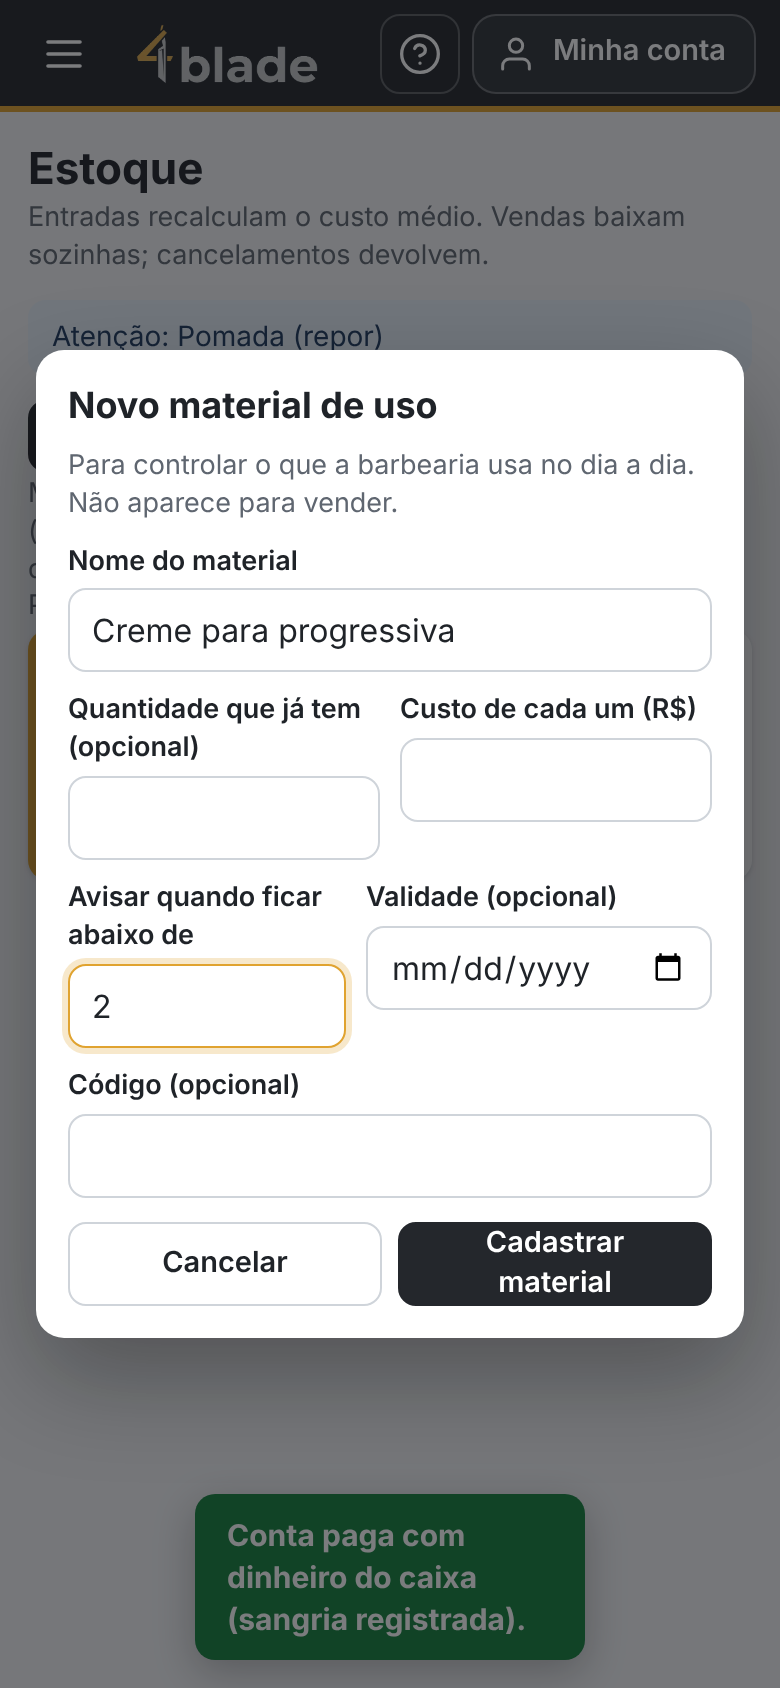 4blade
Minha conta
Estoque
Entradas recalculam o custo médio. Vendas baixam
sozinhas; cancelamentos devolvem.
Atenção: Pomada (repor)
Novo material de uso
Para controlar o que a barbearia usa no dia a dia.
Não aparece para vender.
Nome do material
Creme para progressiva
Quantidade que já tem
(opcional)
Custo de cada um (R$)
Avisar quando ficar
abaixo de
2
Validade (opcional)
mm/dd/yyyy
Código (opcional)
Cancelar
Cadastrar
material
Conta paga com
dinheiro do caixa
(sangria registrada).